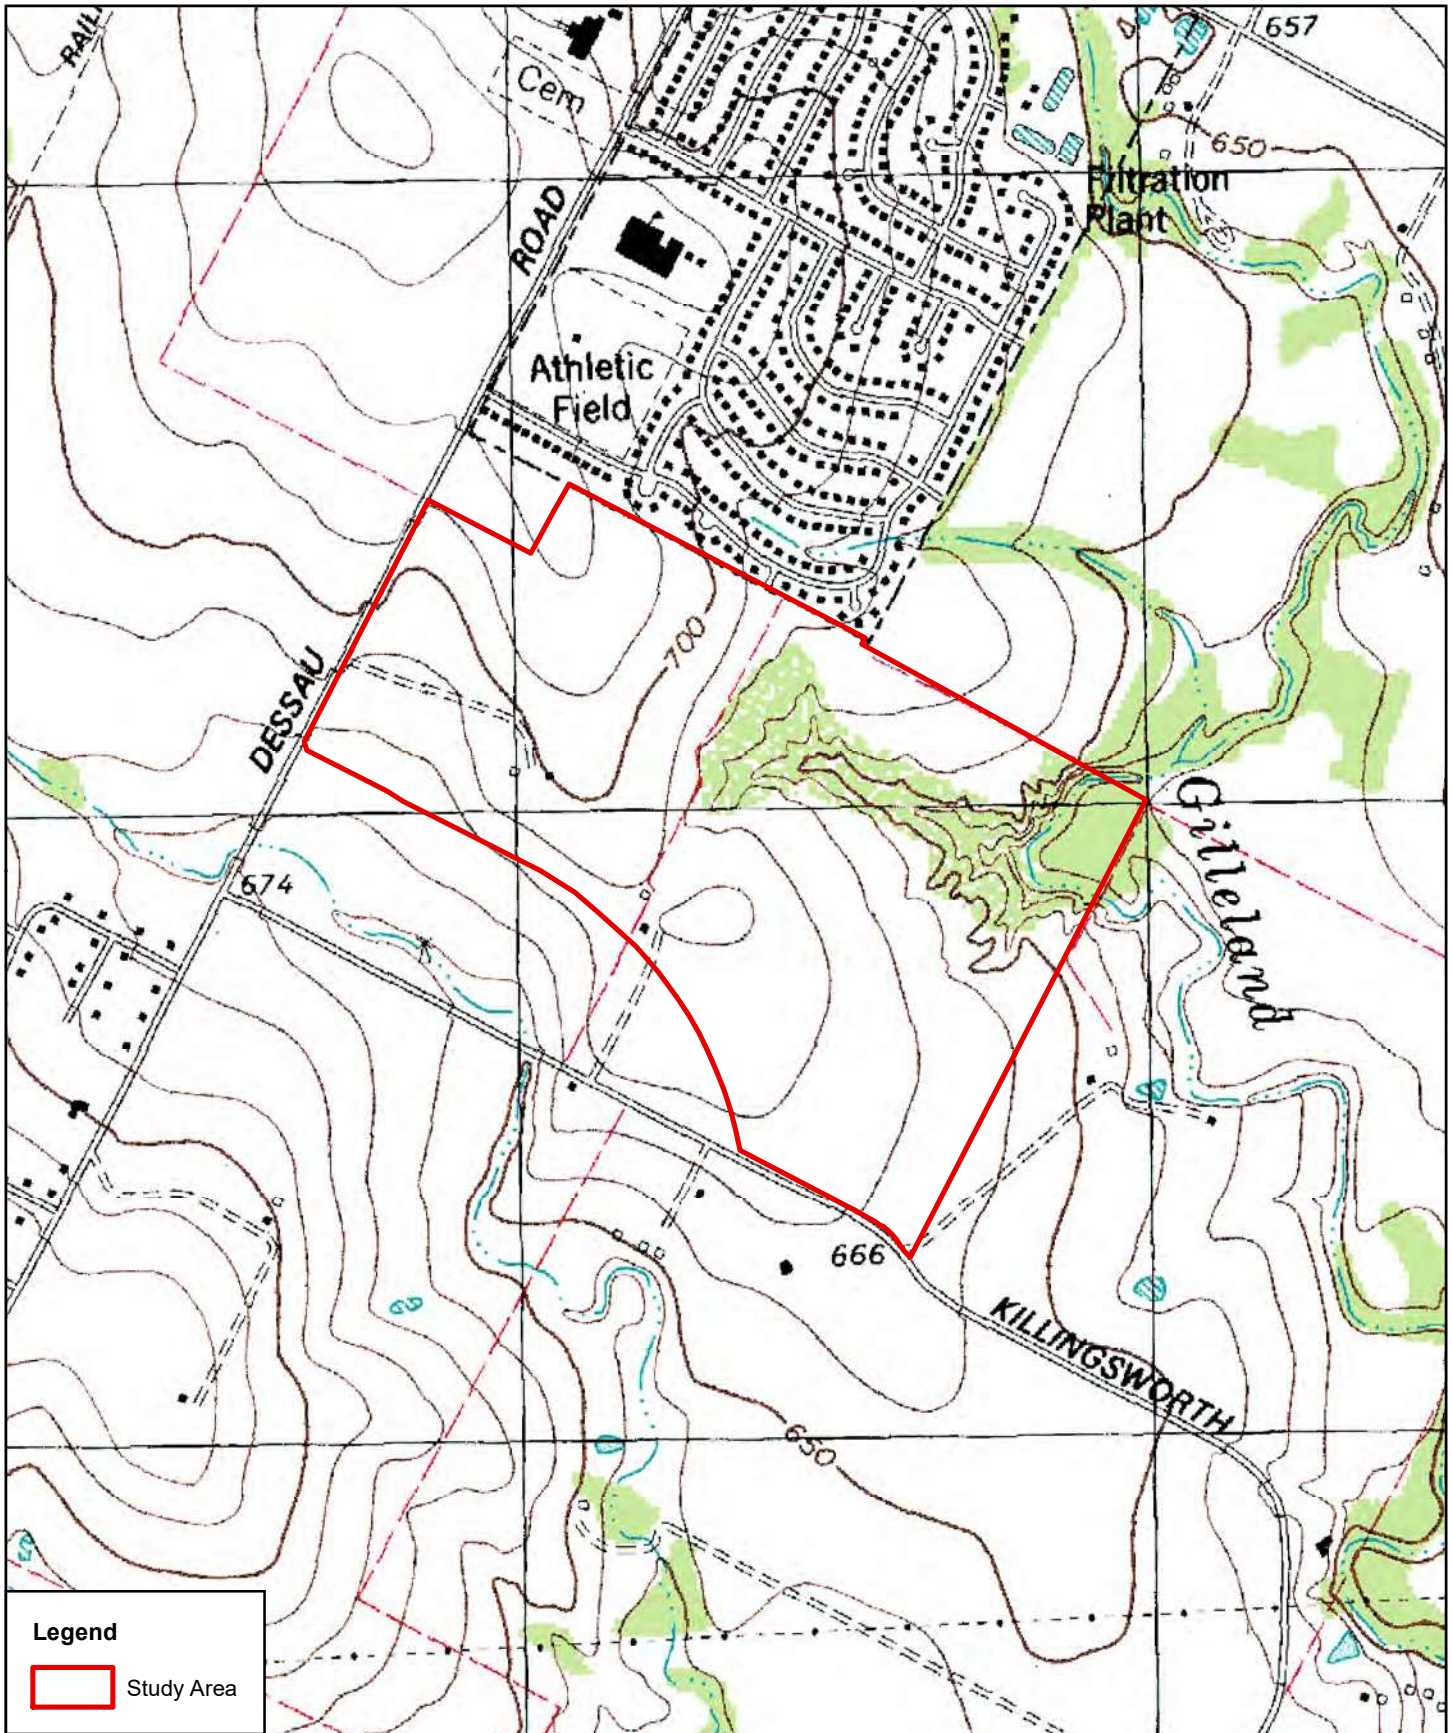 RAIL
657
Cem
650
Filtration
Plant
ROAD
Athletic
Field
700
DESSAU
Gilleland
674
666
KILLINGSWORTH
650
Legend
Study Area